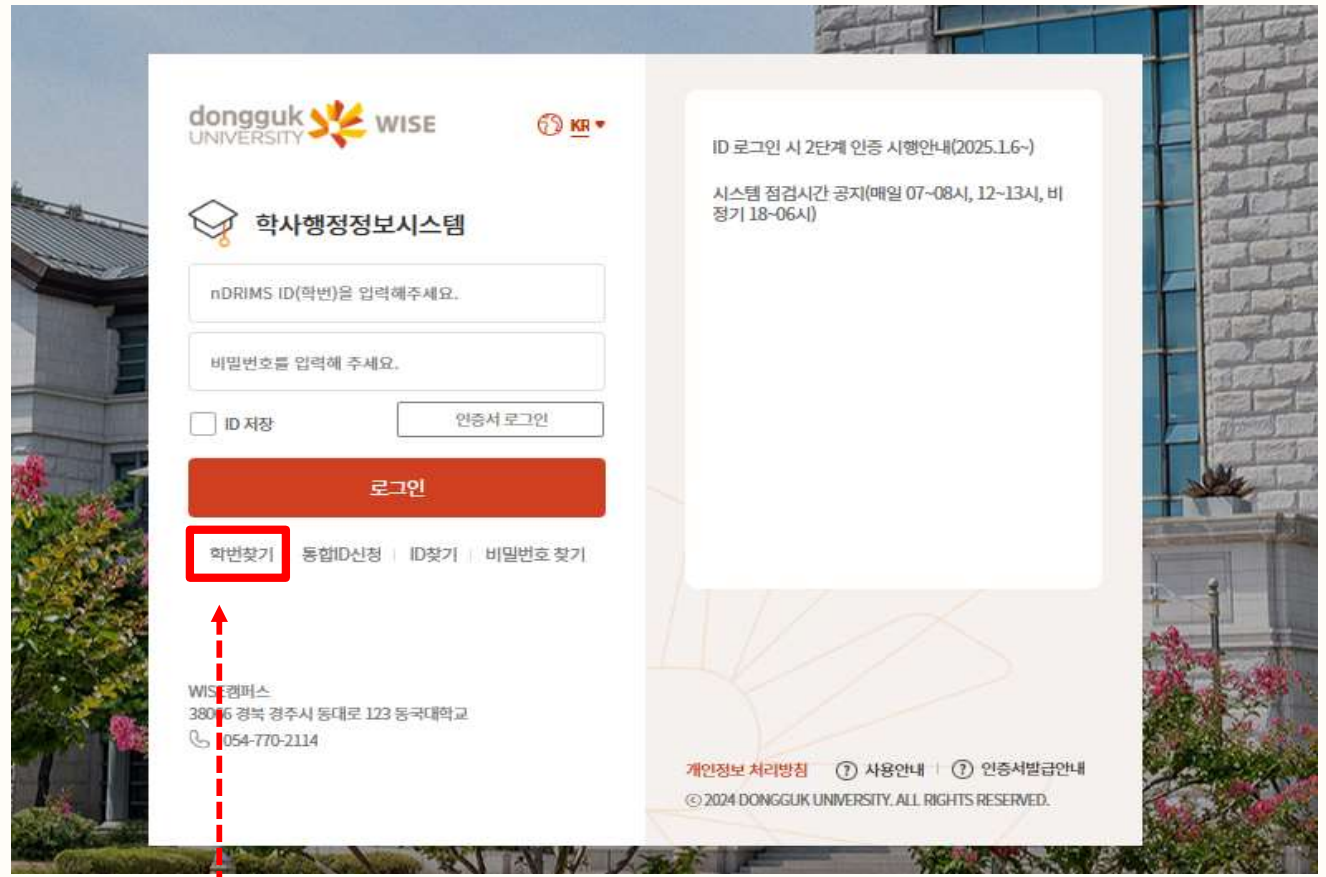 dongguk
UNIVERSITY
WISE
KR
학사행정정보시스템
nDRIMS ID(학번)을 입력해주세요.
비밀번호를 입력해 주세요.
ID 저장
인증서 로그인
로그인
학번찾기 통합ID신청 ID찾기 비밀번호 찾기
WISE캠퍼스
38066 경북 경주시 동대로 123 동국대학교
054-770-2114
ID 로그인 시 2단계 인증 시행안내(2025.1.6~)
시스템 점검시간 공지(매일 07~08시, 12~13시, 비
정기 18~06시)
개인정보 처리방침 ? 사용안내 ? 인증서발급안내
ⓒ 2024 DONGGUK UNIVERSITY. ALL RIGHTS RESERVED.